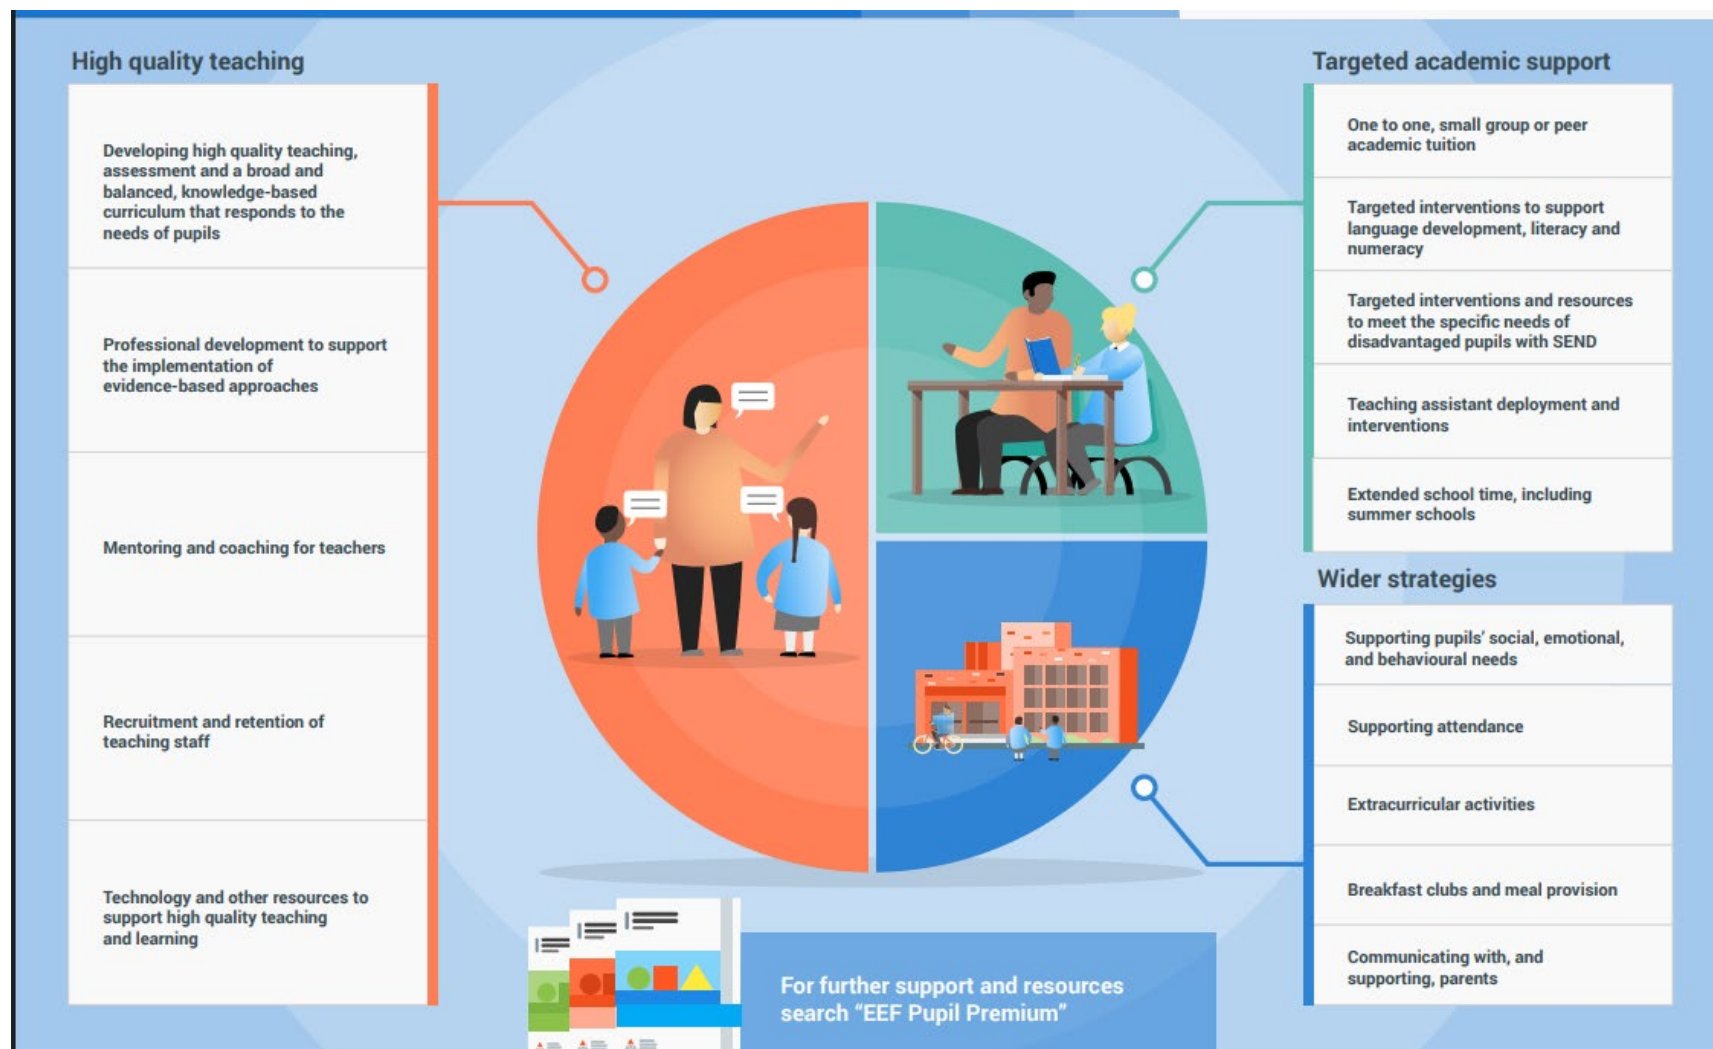 High quality teaching
Developing high quality teaching,
assessment and a broad and
balanced, knowledge-based
curriculum that responds to the
needs of pupils
Professional development to support
the implementation of
evidence-based approaches
Mentoring and coaching for teachers
Recruitment and retention of
teaching staff
Technology and other resources to
support high quality teaching
and learning
Targeted academic support
One to one, small group or peer
academic tuition
Targeted interventions to support
language development, literacy and
numeracy
Targeted interventions and resources
to meet the specific needs of
disadvantaged pupils with SEND
Teaching assistant deployment and
interventions
Extended school time, including
summer schools
Wider strategies
Supporting pupils’ social, emotional,
and behavioural needs
Supporting attendance
Extracurricular activities
Breakfast clubs and meal provision
Communicating with, and
supporting, parents
For further support and resources
search “EEF Pupil Premium”